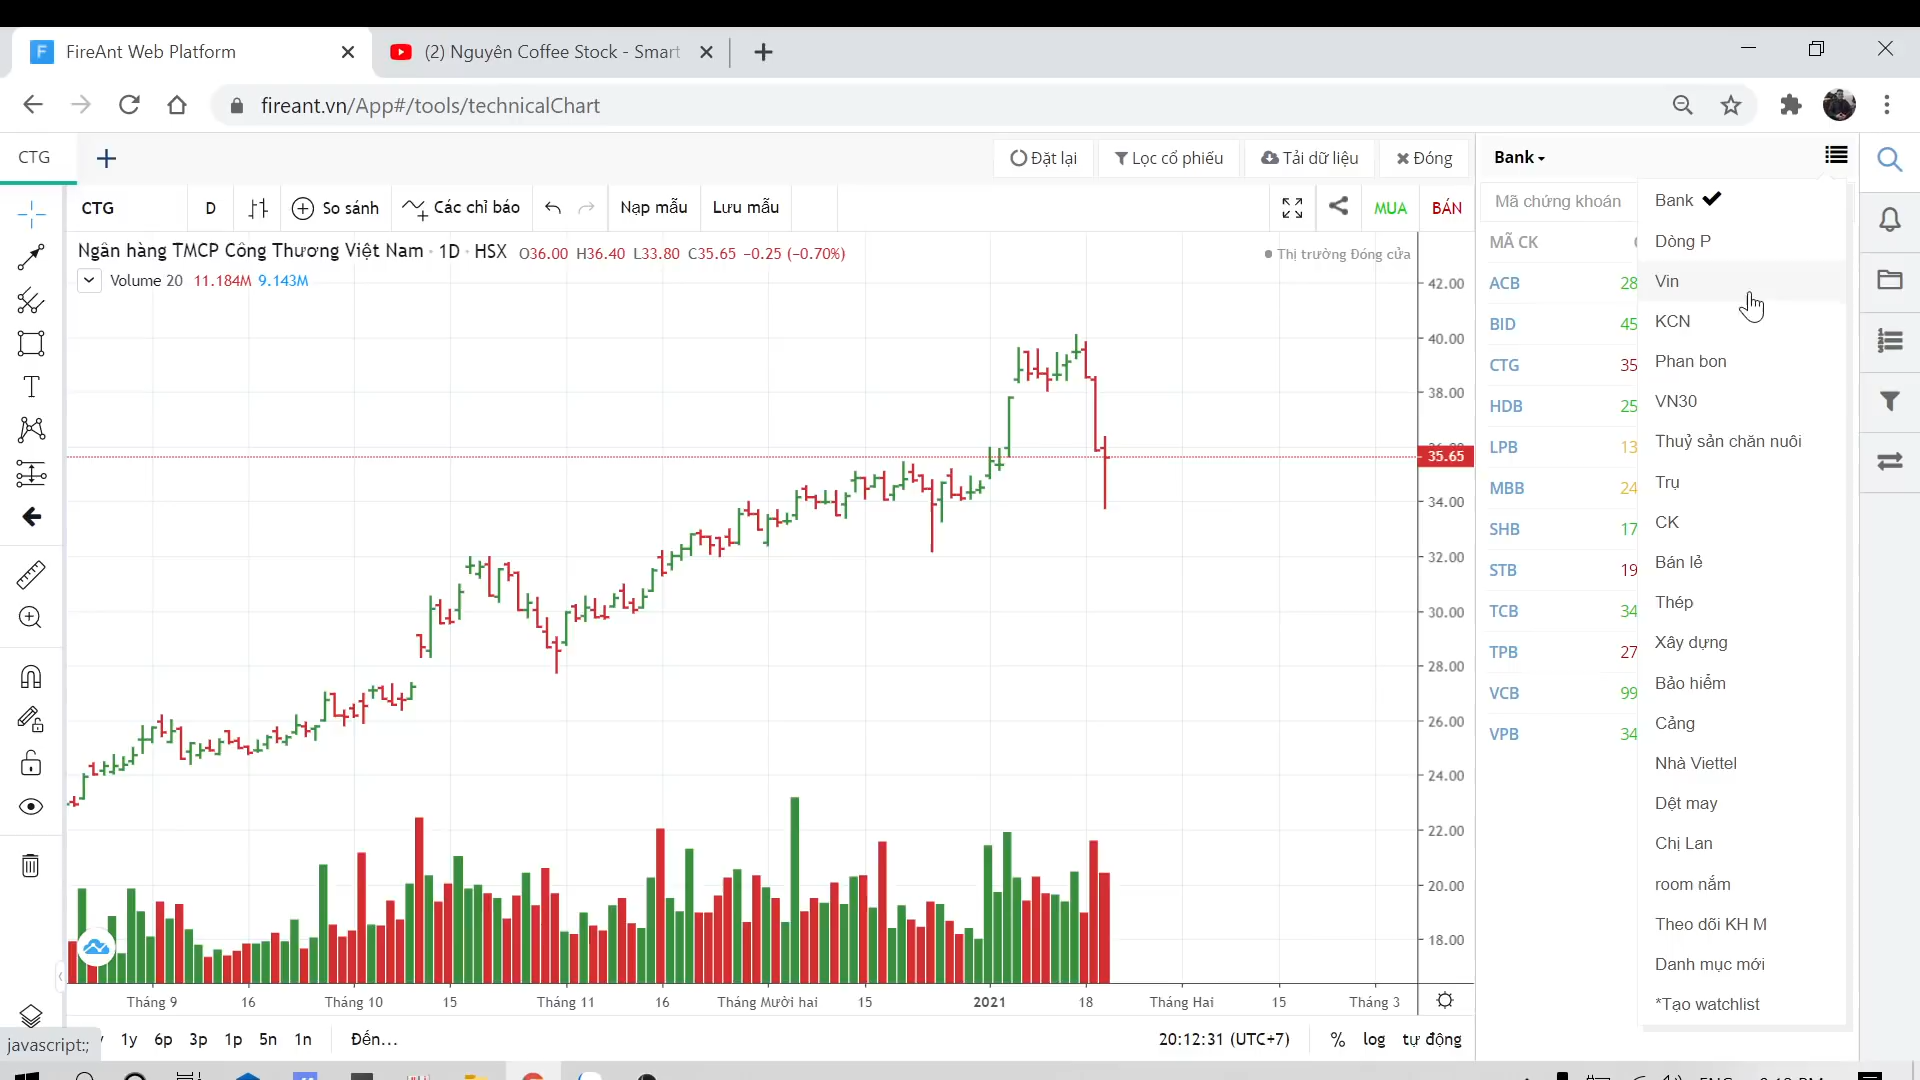 FireAnt Web Platform
(2) Nguyên Coffee Stock - Smart
fireant.vn/App#/tools/technicalChart
CTG
Đặt lại
Lọc cổ phiếu
Tải dữ liệu
Đóng
Bank
CTG
D
So sánh
Các chỉ báo
Nạp mẫu
Lưu mẫu
MUA
BÁN
Mã chứng khoán
Ngân hàng TMCP Công Thương Việt Nam · 1D · HSX O36.00 H36.40 L33.80 C35.65 −0.25 (−0.70%)
Thị trường Đóng cửa
Volume 20 11.184M 9.143M
42.00
40.00
38.00
35.65
34.00
32.00
30.00
28.00
26.00
24.00
22.00
20.00
18.00
MÃ CK
ACB 28
BID 45
CTG 35
HDB 25
LPB 13
MBB 24
SHB 17
STB 19
TCB 34
TPB 27
VCB 99
VPB 34
Bank
Dòng P
Vin
KCN
Phan bon
VN30
Thuỷ sản chăn nuôi
Trụ
CK
Bán lẻ
Thép
Xây dựng
Bảo hiểm
Cảng
Nhà Viettel
Dệt may
Chị Lan
room nắm
Theo dõi KH M
Danh mục mới
*Tạo watchlist
Tháng 9 16 Tháng 10 15 Tháng 11 16 Tháng Mười hai 15 2021 18 Tháng Hai 15 Tháng 3
javascript:;
1y 6p 3p 1p 5n 1n Đến...
20:12:31 (UTC+7) % log tự động